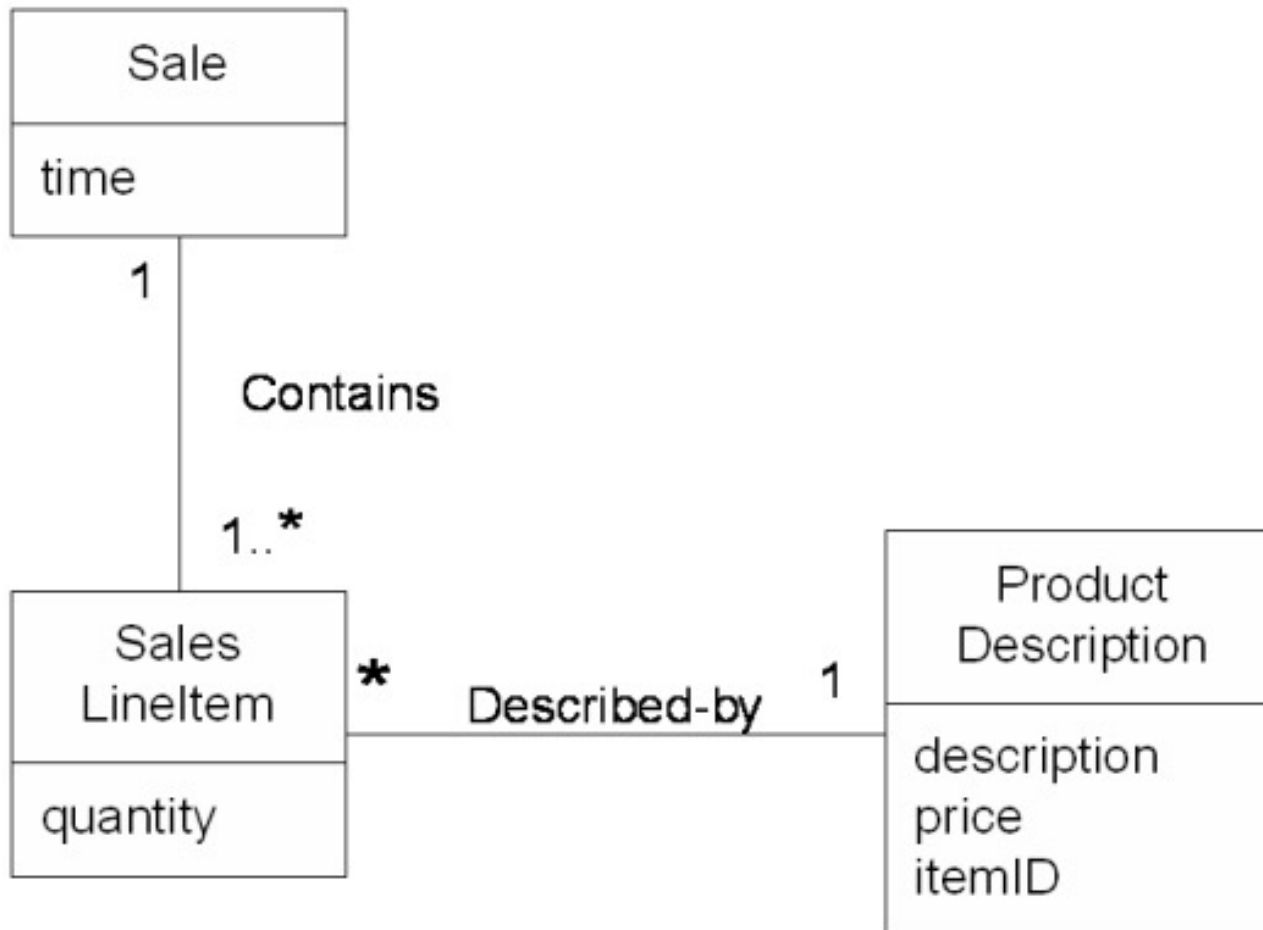 Sale
time
1
Contains
1..*
Sales
LineItem
quantity
*
Described-by
1
Product
Description
description
price
itemID